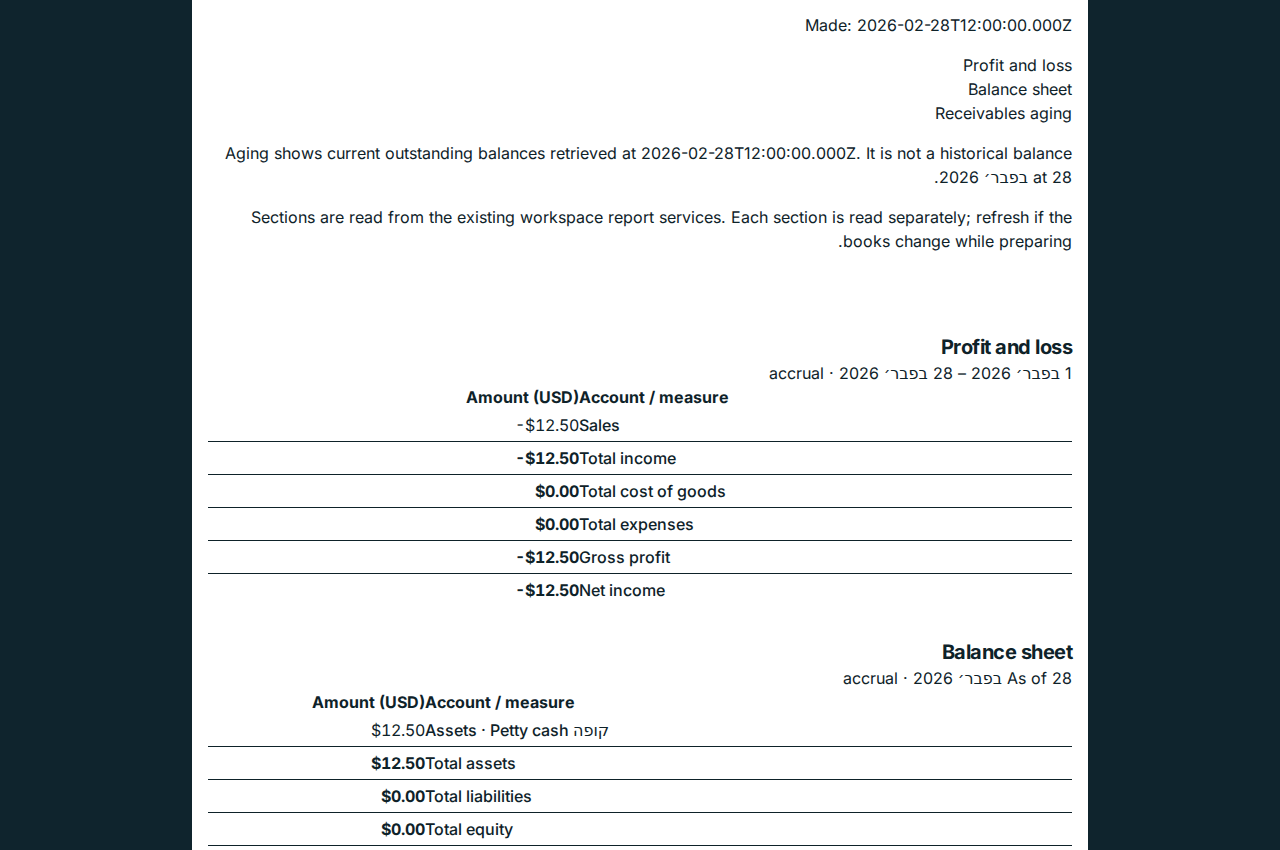 Made: 2026-02-28T12:00:00.000Z
Profit and loss
Balance sheet
Receivables aging
Aging shows current outstanding balances retrieved at 2026-02-28T12:00:00.000Z. It is not a historical balance
at 28 בפבר׳ 2026.
Sections are read from the existing workspace report services. Each section is read separately; refresh if the
books change while preparing.
Profit and loss
1 בפבר׳ 2026 – 28 בפבר׳ 2026 · accrual
Account / measure Amount (USD)
Sales -$12.50
Total income -$12.50
Total cost of goods $0.00
Total expenses $0.00
Gross profit -$12.50
Net income -$12.50
Balance sheet
As of 28 בפבר׳ 2026 · accrual
Account / measure Amount (USD)
Assets · Petty cash קופה $12.50
Total assets $12.50
Total liabilities $0.00
Total equity $0.00